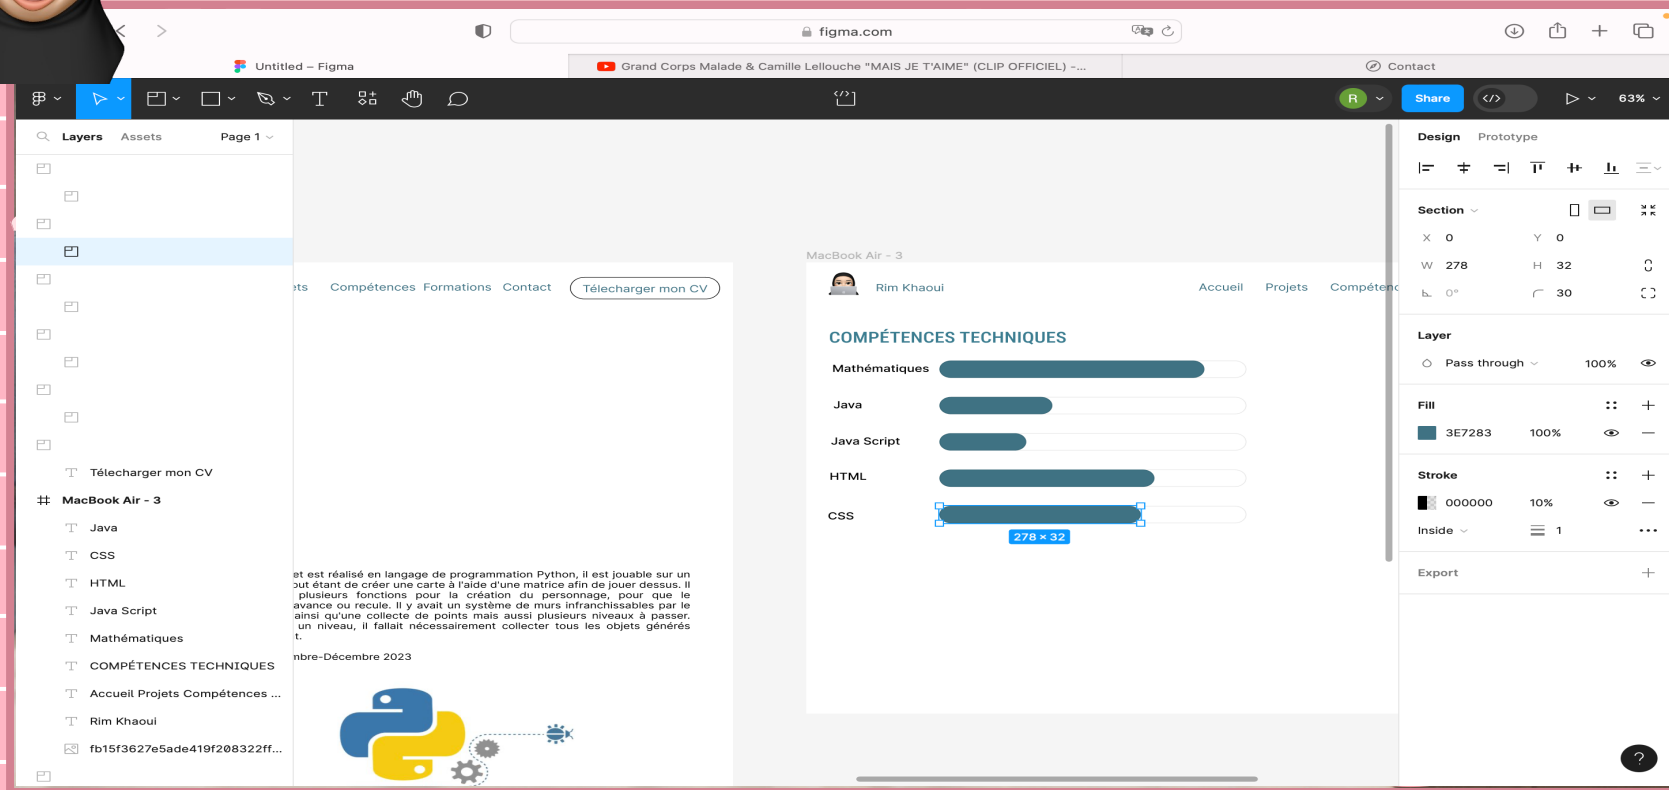 figma.com
Untitled – Figma
Grand Corps Malade & Camille Lellouche "MAIS JE T'AIME" (CLIP OFFICIEL) -...
Contact
R
Share
63%
Layers
Assets
Page 1
Télecharger mon CV
MacBook Air - 3
Java
CSS
HTML
Java Script
Mathématiques
COMPÉTENCES TECHNIQUES
Accueil Projets Compétences ...
Rim Khaoui
fb15f3627e5ade419f208322ff...
ets Compétences Formations Contact
Télecharger mon CV
et est réalisé en langage de programmation Python, il est jouable sur un
out étant de créer une carte à l'aide d'une matrice afin de jouer dessus. Il
plusieurs fonctions pour la création du personnage, pour que le
avance ou recule. Il y avait un système de murs infranchissables par le
ainsi qu'une collecte de points mais aussi plusieurs niveaux à passer.
un niveau, il fallait nécessairement collecter tous les objets générés
t.
mbre-Décembre 2023
MacBook Air - 3
Rim Khaoui
Accueil Projets Compétenc
COMPÉTENCES TECHNIQUES
Mathématiques
Java
Java Script
HTML
CSS
278 × 32
Design
Prototype
Section
X 0
Y 0
W 278
H 32
0°
30
Layer
Pass through
100%
Fill
3E7283
100%
Stroke
000000
10%
Inside
1
Export
?